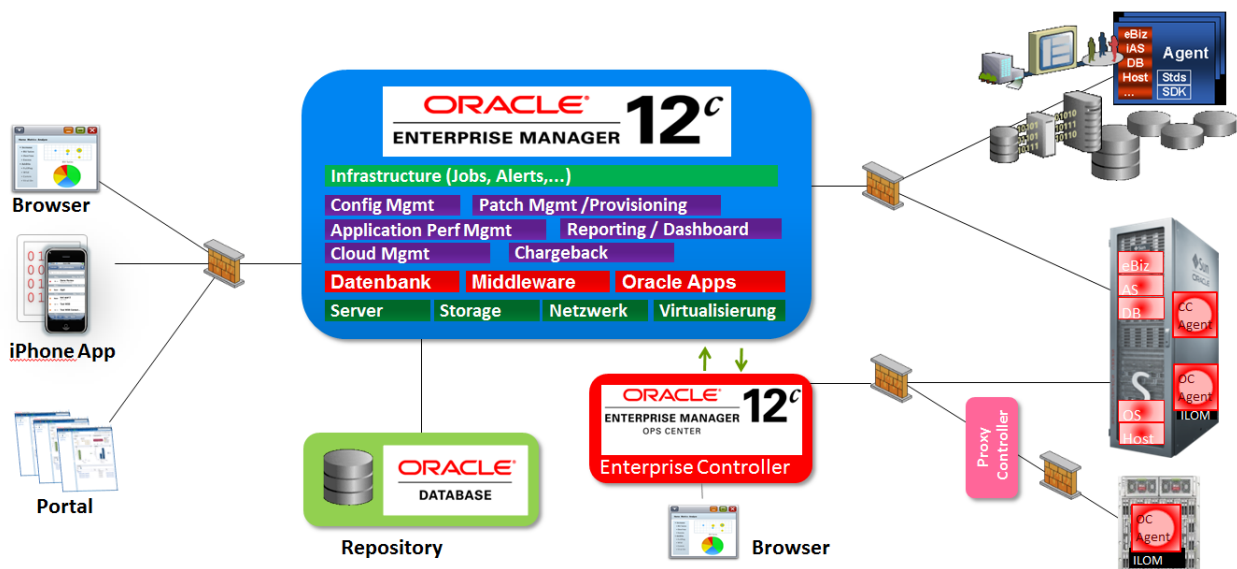 Browser
iPhone App
Portal
ORACLE®
ENTERPRISE MANAGER 12c
Infrastructure (Jobs, Alerts,...)
Config Mgmt
Patch Mgmt /Provisioning
Application Perf Mgmt
Reporting / Dashboard
Cloud Mgmt
Chargeback
Datenbank
Middleware
Oracle Apps
Server
Storage
Netzwerk
Virtualisierung
ORACLE®
DATABASE
Repository
ORACLE®
ENTERPRISE MANAGER 12c
OPS CENTER
Enterprise Controller
Browser
Proxy
Controller
eBiz
iAS
DB
Host
...
Agent
Stds
SDK
10111
Sun
ORACLE
eBiz
AS
DB
CC
Agent
OC
Agent
ILOM
OS
Host
OC
Agent
ILOM